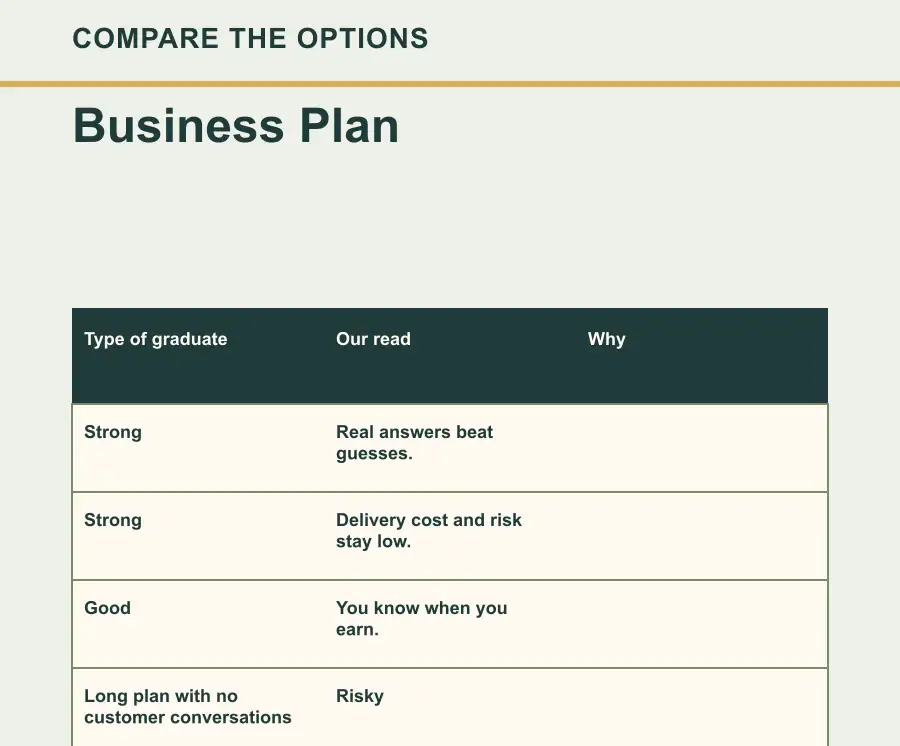 COMPARE THE OPTIONS
Business Plan
Type of graduate
Our read
Why
Strong
Real answers beat
guesses.
Strong
Delivery cost and risk
stay low.
Good
You know when you
earn.
Long plan with no
customer conversations
Risky